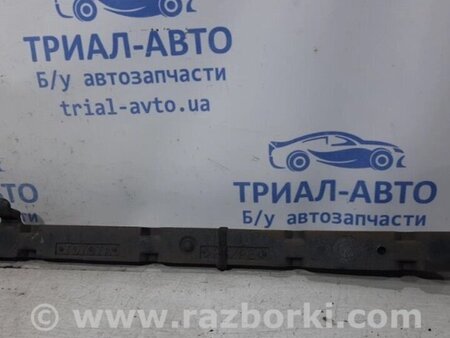 ТРИАЛ-АВТО
Б/у автозапчасти
trial-avto.ua
ТРИАЛ-АВТО
Б/у автозапчасти
www.razborki.com